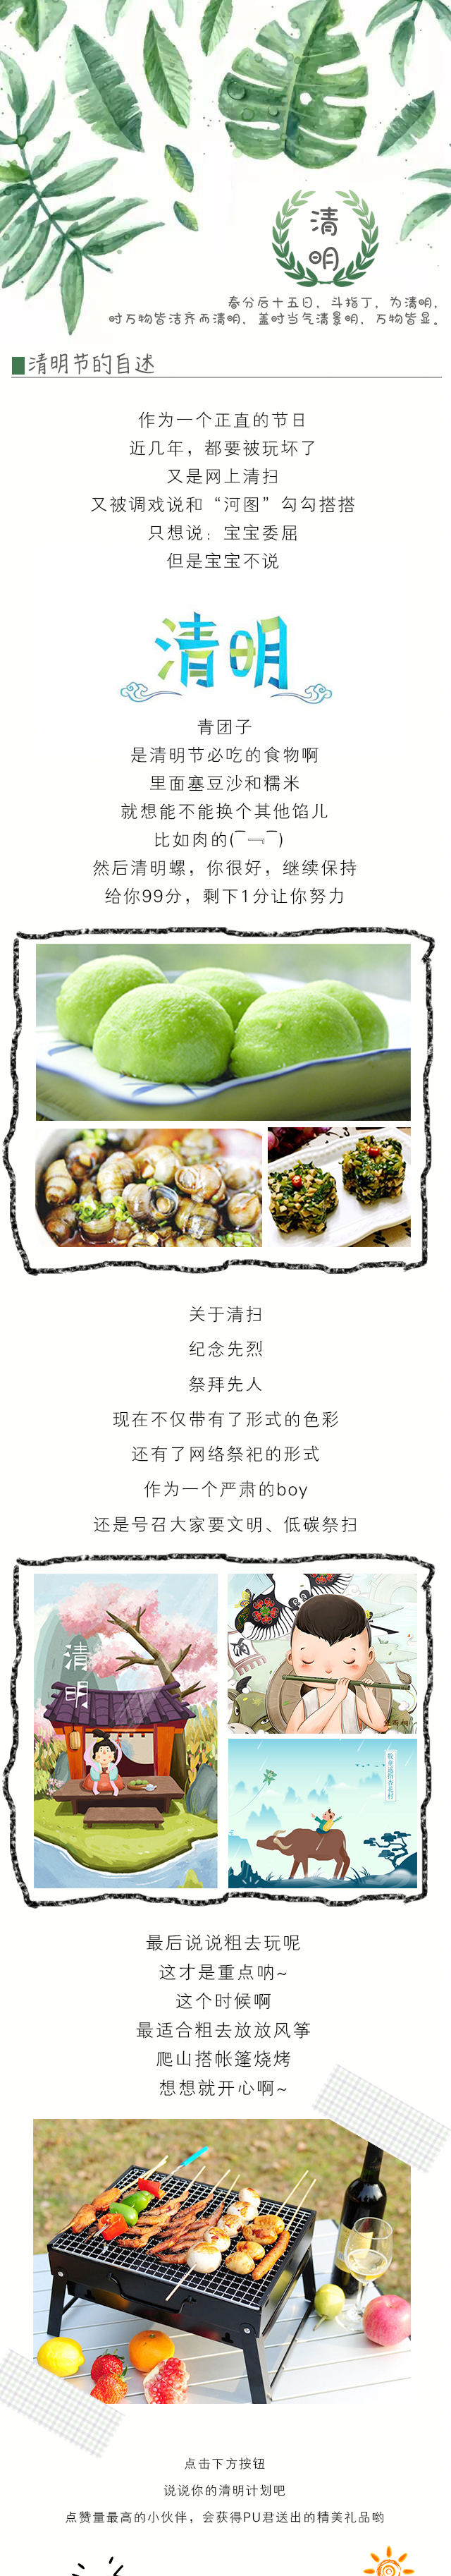 清
明
春分后十五日，斗指丁，为清明，
时万物皆洁齐而清明，盖时当气清景明，万物皆显。
清明节的自述
作为一个正直的节日
近几年，都要被玩坏了
又是网上清扫
又被调戏说和“河图”勾勾搭搭
只想说：宝宝委屈
但是宝宝不说
清明
青团子
是清明节必吃的食物啊
里面塞豆沙和糯米
就想能不能换个其他馅儿
比如肉的(￣﹁￣)
然后清明螺，你很好，继续保持
给你99分，剩下1分让你努力
关于清扫
纪念先烈
祭拜先人
现在不仅带有了形式的色彩
还有了网络祭祀的形式
作为一个严肃的boy
还是号召大家要文明、低碳祭扫
清
明
牧童遥指杏花村
最后说说粗去玩呢
这才是重点呐~
这个时候啊
最适合粗去放放风筝
爬山搭帐篷烧烤
想想就开心啊~
点击下方按钮
说说你的清明计划吧
点赞量最高的小伙伴，会获得PU君送出的精美礼品哟